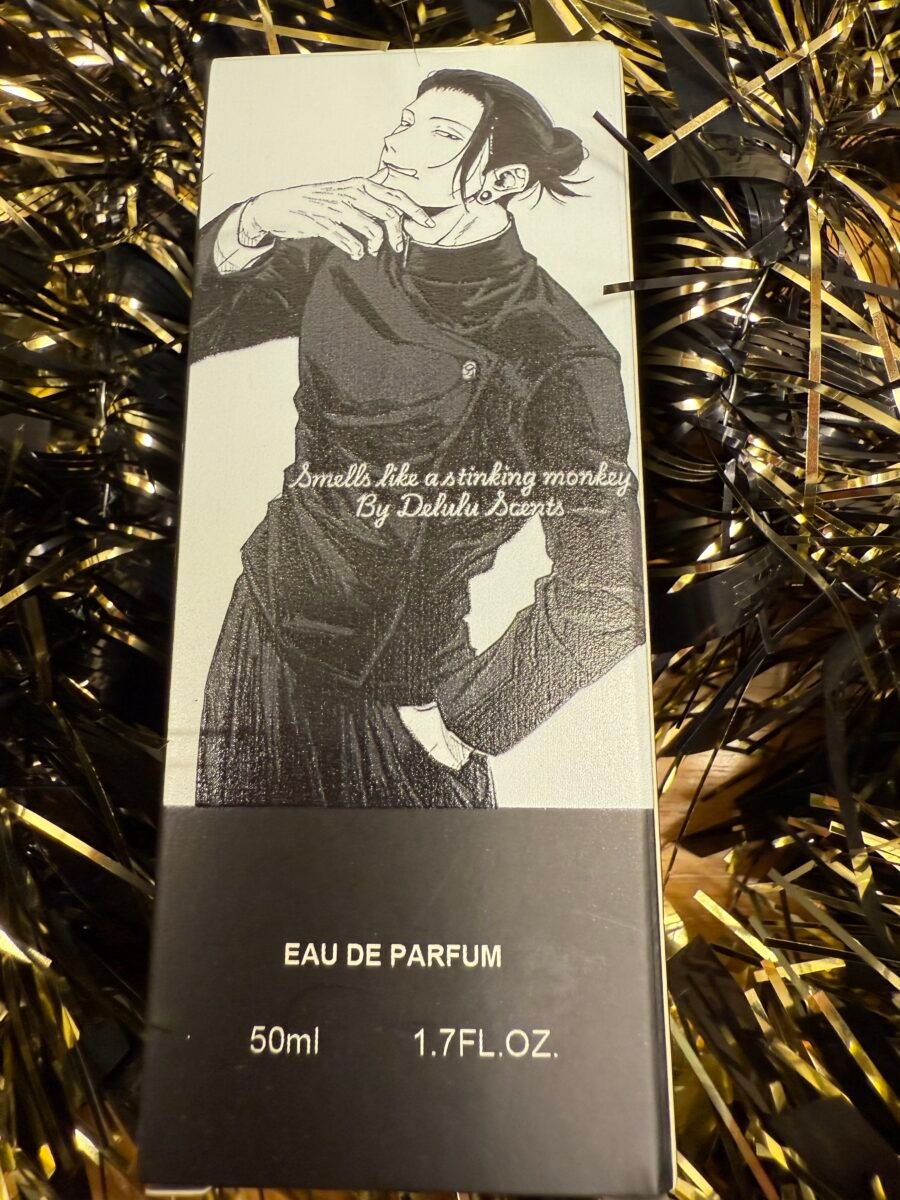 Smells like a stinking monkey
By Delulu Scents
EAU DE PARFUM
50ml 1.7FL.OZ.